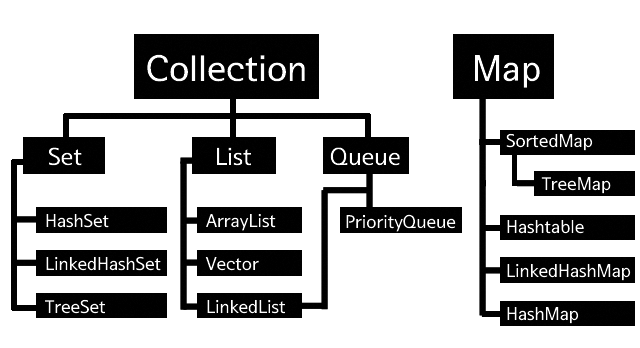 Collection
Map
Set
List
Queue
SortedMap
TreeMap
HashSet
ArrayList
PriorityQueue
Hashtable
LinkedHashSet
Vector
LinkedHashMap
TreeSet
LinkedList
HashMap